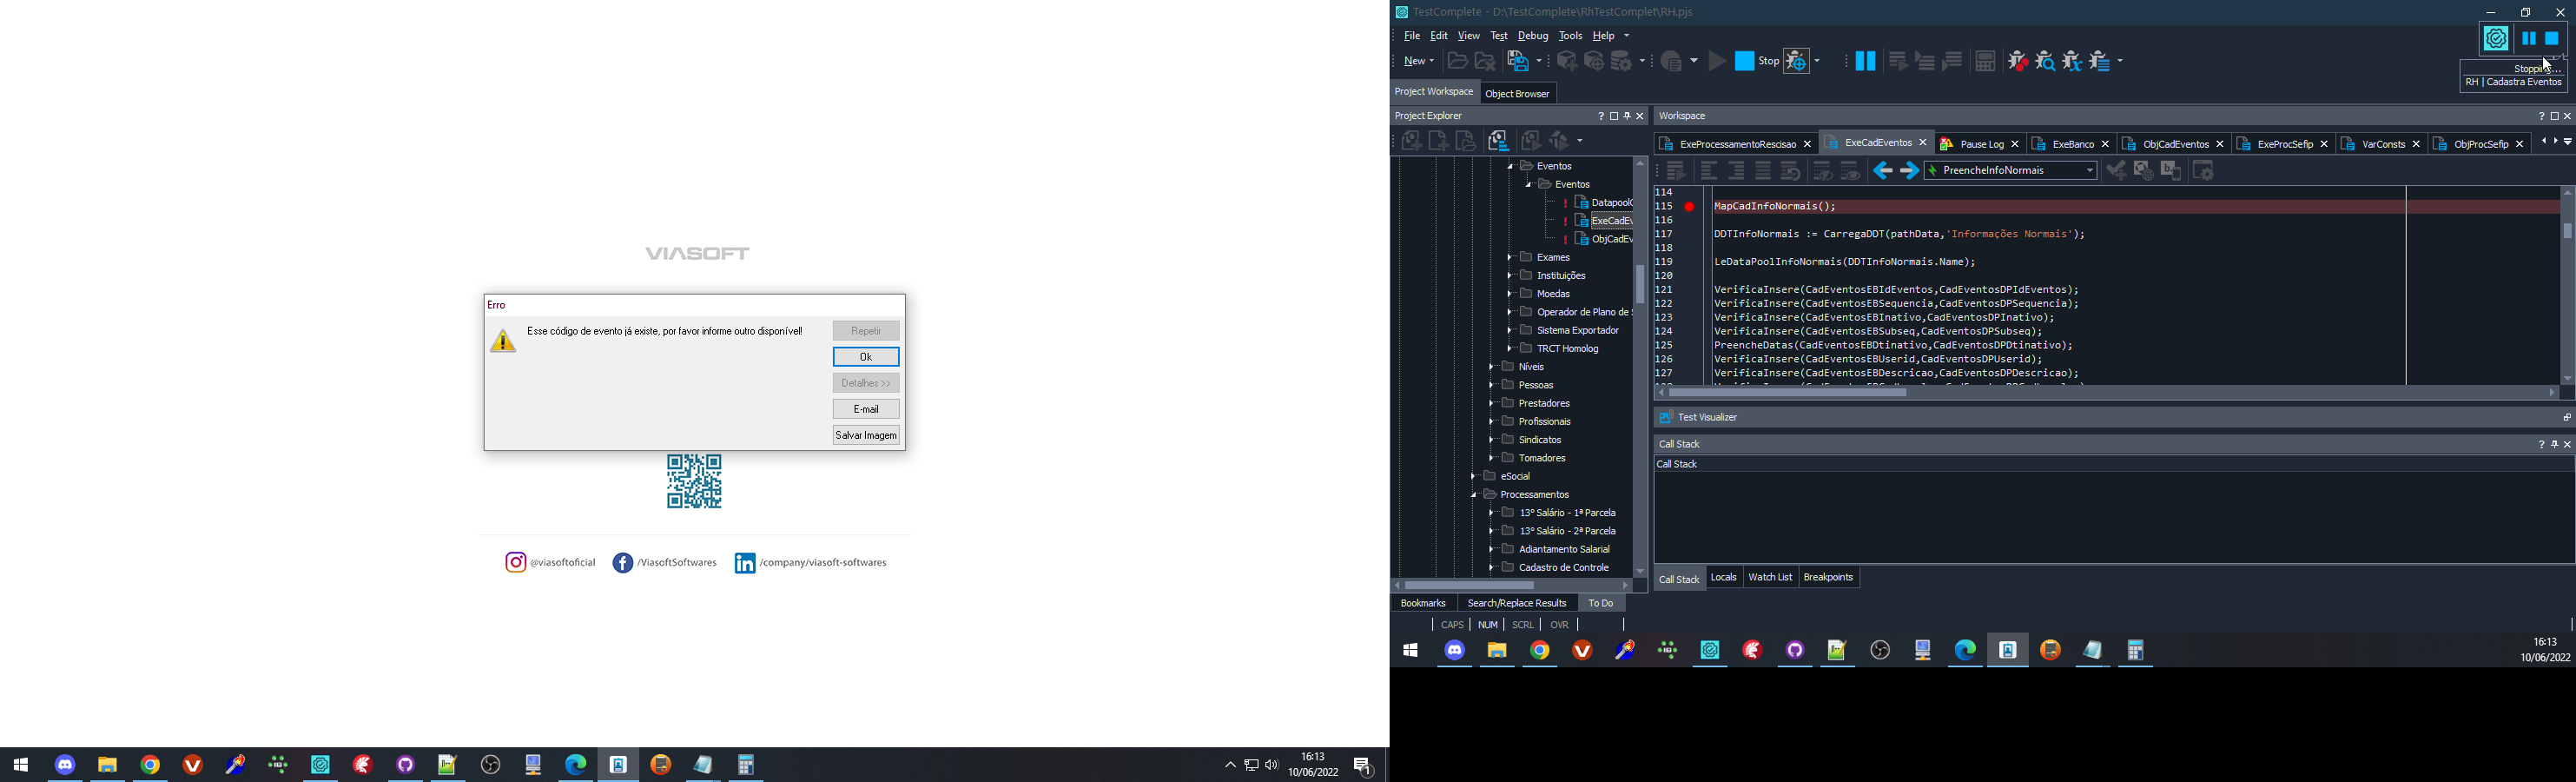 VIASOFT
Erro
Esse código de evento já existe, por favor informe outro disponível!
Repetir
Ok
Detalhes >>
E-mail
Salvar Imagem
@viasoftoficial
/ViasoftSoftwares
/company/viasoft-softwares
16:13
10/06/2022
1
TestComplete - D:\TestComplete\RhTestComplet\RH.pjs
File Edit View Test Debug Tools Help
New
Stop
Stopping...
RH | Cadastra Eventos
Project Workspace
Object Browser
Project Explorer
Eventos
Eventos
DatapoolC
ExeCadEv
ObjCadEv
Exames
Instituições
Moedas
Operador de Plano de S
Sistema Exportador
TRCT Homolog
Níveis
Pessoas
Prestadores
Profissionais
Sindicatos
Tomadores
eSocial
Processamentos
13º Salário - 1ª Parcela
13º Salário - 2ª Parcela
Adiantamento Salarial
Cadastro de Controle
Bookmarks
Search/Replace Results
To Do
CAPS NUM SCRL OVR
Workspace
ExeProcessamentoRescisao
ExeCadEventos
Pause Log
ExeBanco
ObjCadEventos
ExeProcSefip
VarConsts
ObjProcSefip
PreencheInfoNormais
114
115 MapCadInfoNormais();
116
117 DDTInfoNormais := CarregaDDT(pathData,'Informações Normais');
118
119 LeDataPoolInfoNormais(DDTInfoNormais.Name);
120
121 VerificaInsere(CadEventosEBIdEventos,CadEventosDPIdEventos);
122 VerificaInsere(CadEventosEBSequencia,CadEventosDPSequencia);
123 VerificaInsere(CadEventosEBInativo,CadEventosDPInativo);
124 VerificaInsere(CadEventosEBSubseq,CadEventosDPSubseq);
125 PreencheDatas(CadEventosEBDtinativo,CadEventosDPDtinativo);
126 VerificaInsere(CadEventosEBUserid,CadEventosDPUserid);
127 VerificaInsere(CadEventosEBDescricao,CadEventosDPDescricao);
Test Visualizer
Call Stack
Call Stack
Call Stack
Locals
Watch List
Breakpoints
16:13
10/06/2022